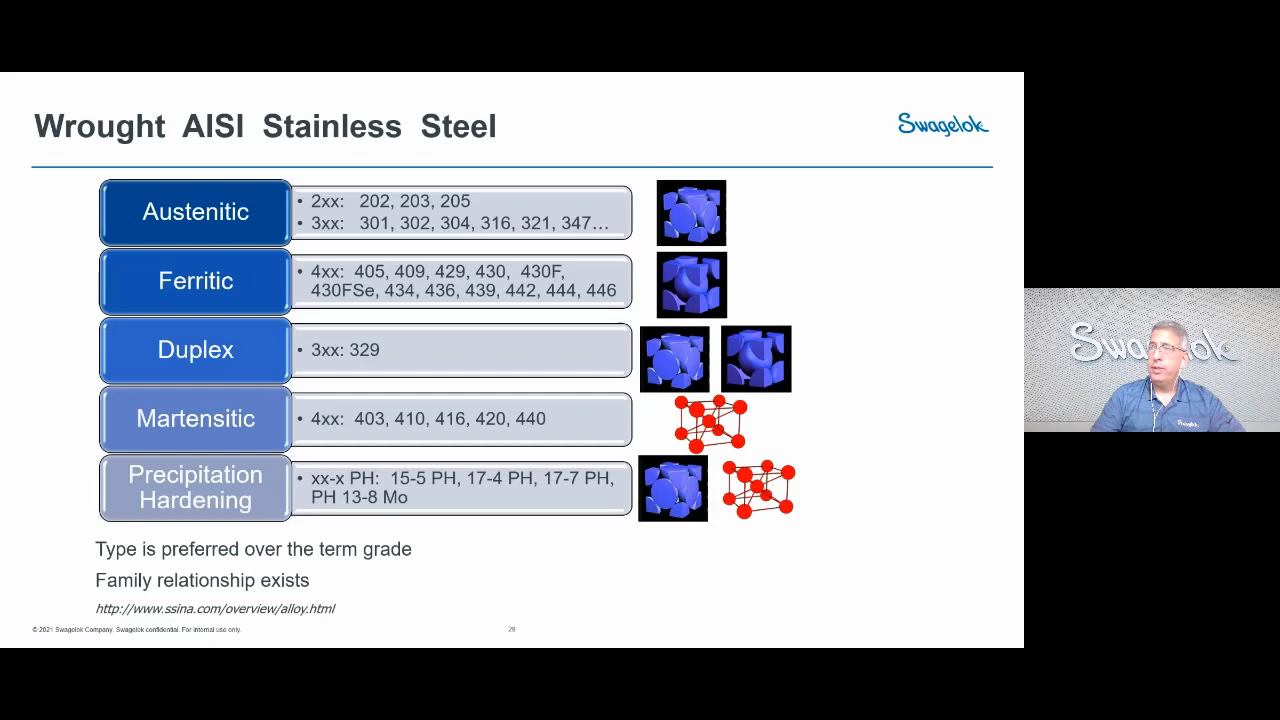 Wrought AISI Stainless Steel
Swagelok
Austenitic
• 2xx: 202, 203, 205
• 3xx: 301, 302, 304, 316, 321, 347…
Ferritic
• 4xx: 405, 409, 429, 430, 430F,
430FSe, 434, 436, 439, 442, 444, 446
Duplex
• 3xx: 329
Martensitic
• 4xx: 403, 410, 416, 420, 440
Precipitation
Hardening
• xx-x PH: 15-5 PH, 17-4 PH, 17-7 PH,
PH 13-8 Mo
Type is preferred over the term grade
Family relationship exists
http://www.ssina.com/overview/alloy.html
© 2021 Swagelok Company. Swagelok confidential. For internal use only.
29
Swagelok
Swagelok